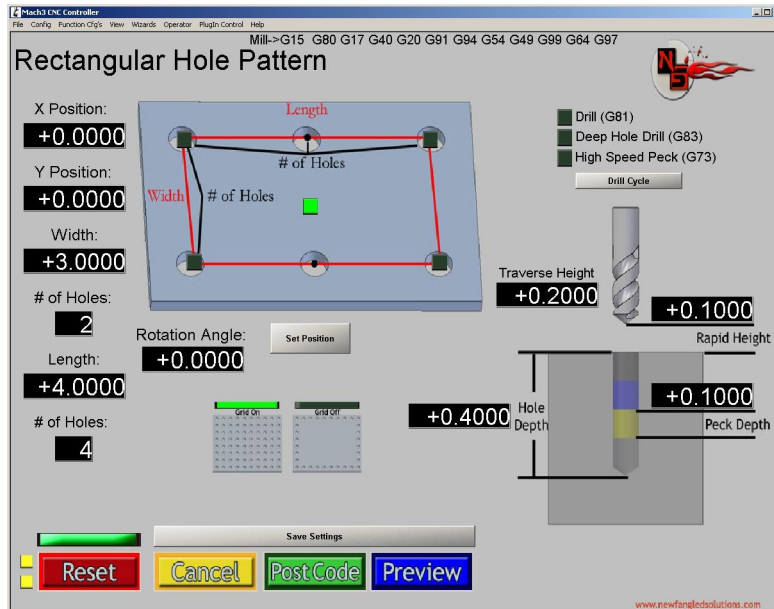 Mach3 CNC Controller
File Config Function Cfg's View Wizards Operator PlugIn Control Help
Mill->G15 G80 G17 G40 G20 G91 G94 G54 G49 G99 G64 G97
Rectangular Hole Pattern
NS
X Position:
+0.0000
Y Position:
+0.0000
Width:
+3.0000
# of Holes:
2
Length:
+4.0000
# of Holes:
4
Length
# of Holes
Width
# of Holes
Rotation Angle:
+0.0000
Set Position
Grid On
Grid Off
Drill (G81)
Deep Hole Drill (G83)
High Speed Peck (G73)
Drill Cycle
Traverse Height
+0.2000
+0.1000
Rapid Height
+0.4000
Hole
Depth
+0.1000
Peck Depth
Save Settings
Reset
Cancel
Post Code
Preview
www.newfangledsolutions.com